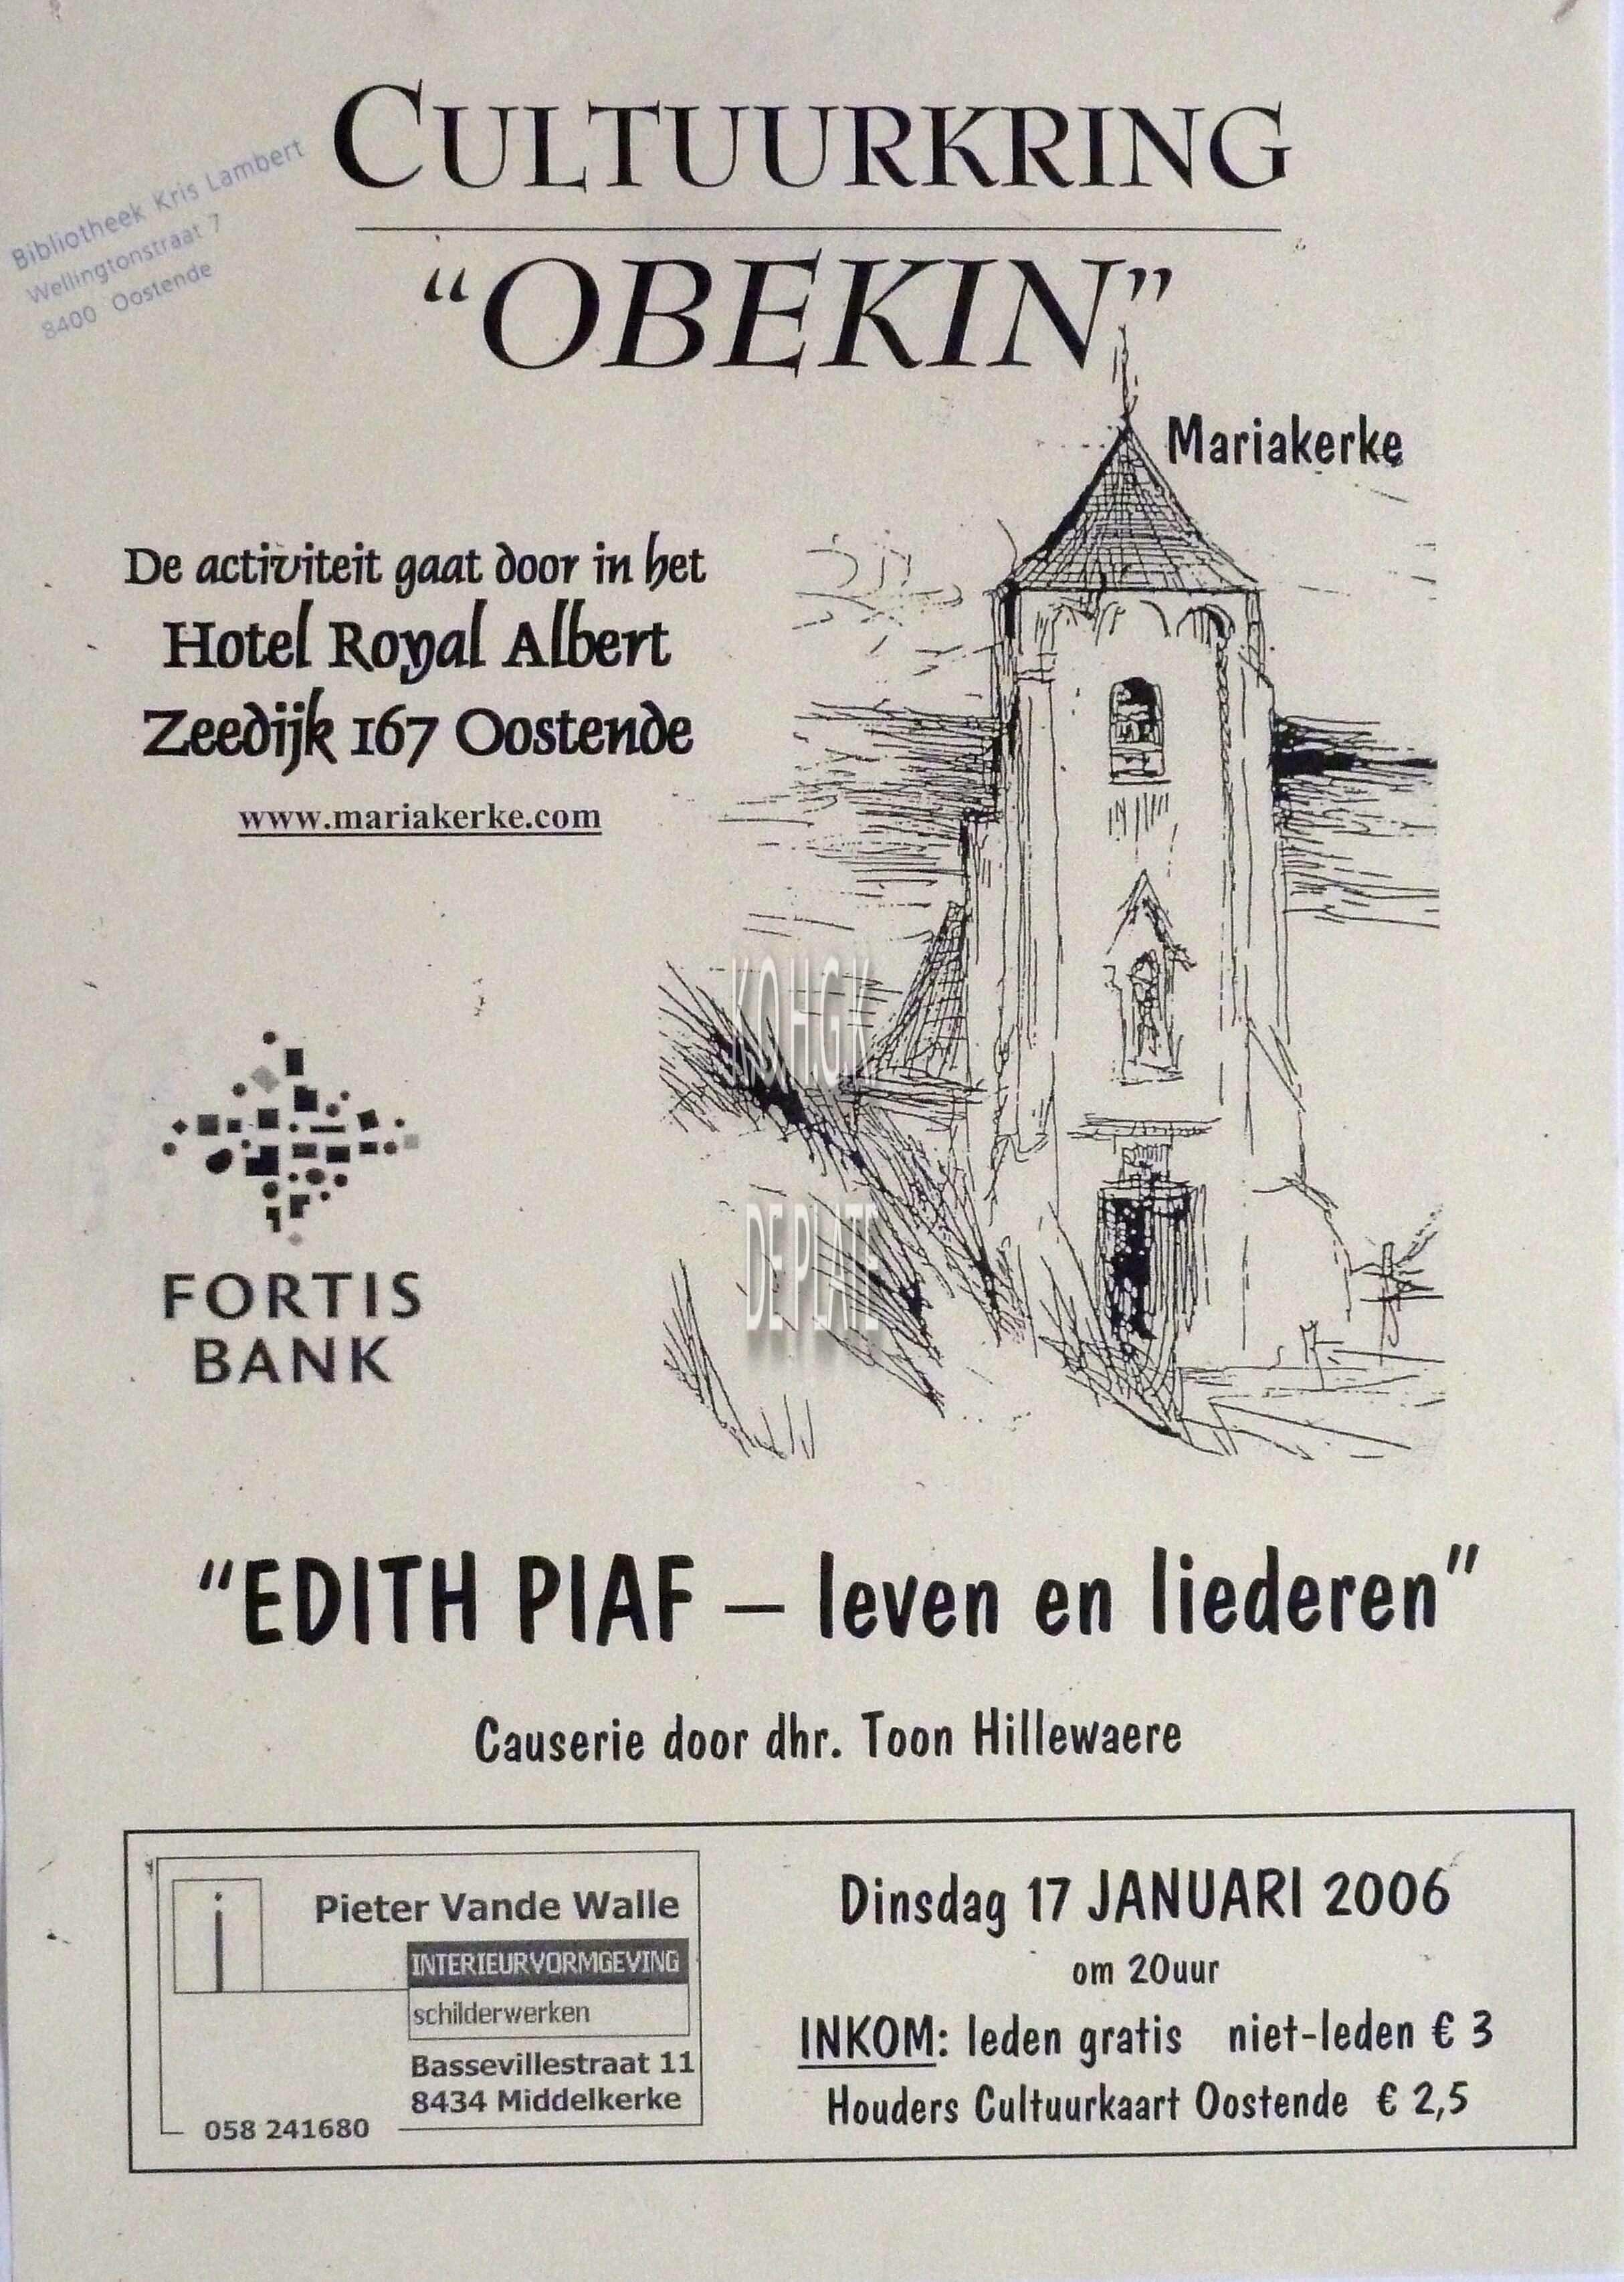 CULTUURKRING
Bibliotheek Kris Lambert
Wellingtonstraat 7
8400 Oostende
"OBEKIN"
Mariakerke
De activiteit gaat door in het
Hotel Royal Albert
Zeedijk 167 Oostende
www.mariakerke.com
K.O.H.G.K.
DE PLATE
FORTIS
BANK
"EDITH PIAF – leven en liederen"
Causerie door dhr. Toon Hillewaere
i
Pieter Vande Walle
INTERIEURVORMGEVING
schilderwerken
Bassevillestraat 11
8434 Middelkerke
058 241680
Dinsdag 17 JANUARI 2006
om 20uur
INKOM: leden gratis niet-leden € 3
Houders Cultuurkaart Oostende € 2,5